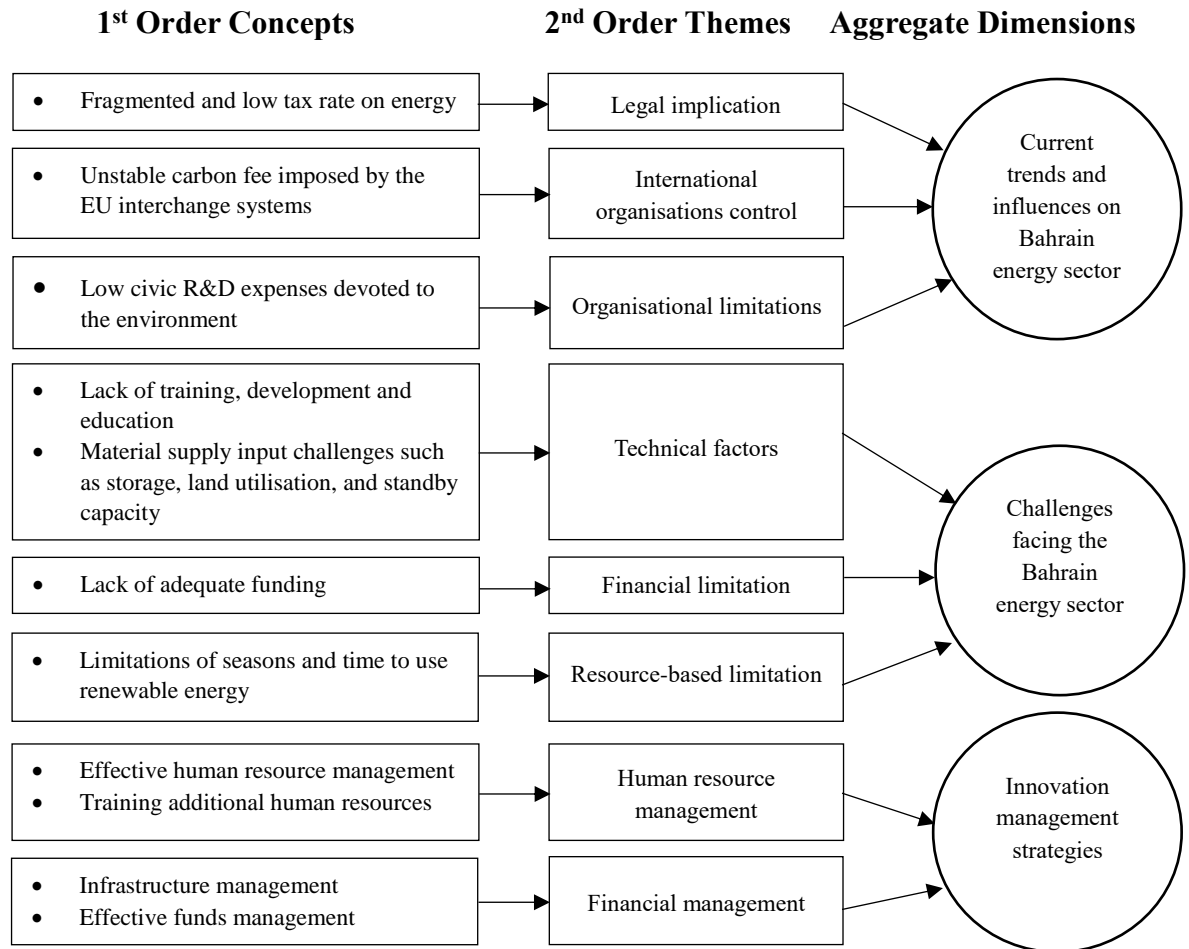 1st Order Concepts
2nd Order Themes
Aggregate Dimensions
• Fragmented and low tax rate on energy
Legal implication
• Unstable carbon fee imposed by the
EU interchange systems
International
organisations control
• Low civic R&D expenses devoted to
the environment
Organisational limitations
Current
trends and
influences on
Bahrain
energy sector
• Lack of training, development and
education
• Material supply input challenges such
as storage, land utilisation, and standby
capacity
Technical factors
• Lack of adequate funding
Financial limitation
• Limitations of seasons and time to use
renewable energy
Resource-based limitation
Challenges
facing the
Bahrain
energy sector
• Effective human resource management
• Training additional human resources
Human resource
management
• Infrastructure management
• Effective funds management
Financial management
Innovation
management
strategies